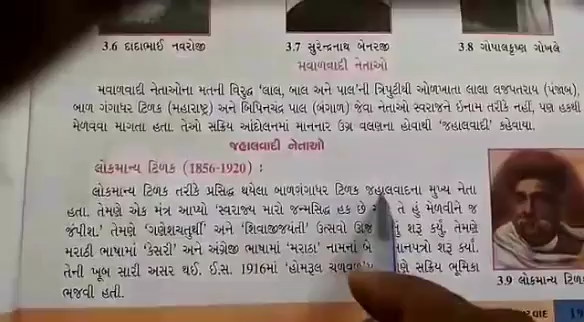 3.6 દાદાભાઈ નવરોજી
3.7 સુરેન્દ્રનાથ બેનરજી
3.8 ગોપાલકૃષ્ણ ગોખલે
મવાળવાદી નેતાઓ
મવાળવાદી નેતાઓના મતની વિરુદ્ધ 'લાલ, બાલ અને પાલ'ની ત્રિપુટીથી ઓળખાતા લાલા લજપતરાય (પંજાબ),
બાળ ગંગાધર ટિળક (મહારાષ્ટ્ર) અને બિપિનચંદ્ર પાલ (બંગાળ) જેવા નેતાઓ સ્વરાજને ઇનામ તરીકે નહીં, પણ હકથી
મેળવવા માગતા હતા. તેઓ સક્રિય આંદોલનમાં માનનાર ઉગ્ર વલણના હોવાથી 'જહાલવાદી' કહેવાયા.
જહાલવાદી નેતાઓ
લોકમાન્ય ટિળક (1856-1920) :
લોકમાન્ય ટિળક તરીકે પ્રસિદ્ધ થયેલા બાળગંગાધર ટિળક જહાલવાદના મુખ્ય નેતા
હતા. તેમણે એક મંત્ર આપ્યો 'સ્વરાજ્ય મારો જન્મસિદ્ધ હક છે તે હું મેળવીને જ
જંપીશ.' તેમણે 'ગણેશચતુર્થી' અને 'શિવાજીજયંતી' ઉત્સવો શરૂ કર્યું. તેમણે
મરાઠી ભાષામાં 'કેસરી' અને અંગ્રેજી ભાષામાં 'મરાઠા' નામનાં બે શરૂ કર્યાં.
તેની ખૂબ સારી અસર થઈ. ઈ.સ. 1916માં 'હોમરૂલ સક્રિય ભૂમિકા
ભજવી હતી.
3.9 લોકમાન્ય ટિળક